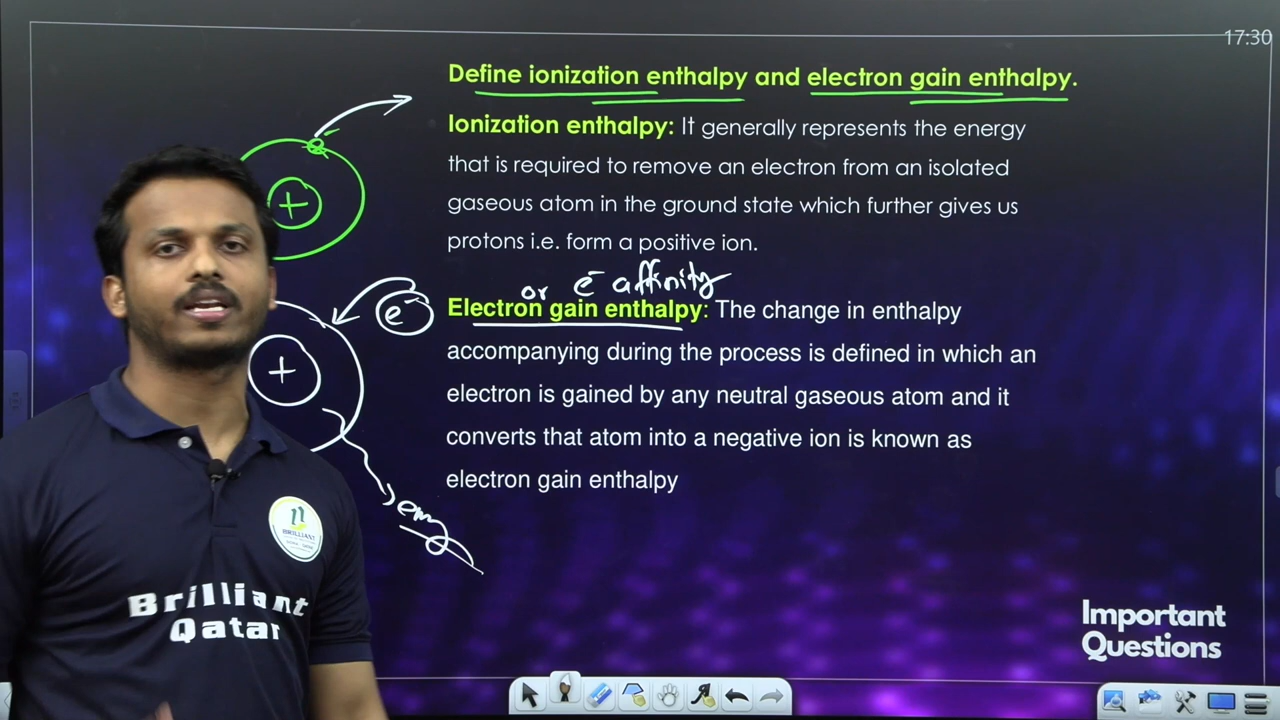 17:30
Define ionization enthalpy and electron gain enthalpy.
e⁻
Ionization enthalpy: It generally represents the energy
that is required to remove an electron from an isolated
+
gaseous atom in the ground state which further gives us
protons i.e. form a positive ion.
or e⁻ affinity
e⁻
Electron gain enthalpy: The change in enthalpy
accompanying during the process is defined in which an
+
electron is gained by any neutral gaseous atom and it
converts that atom into a negative ion is known as
electron gain enthalpy
BRILLIANT
Brilliant
Qatar
Important
Questions